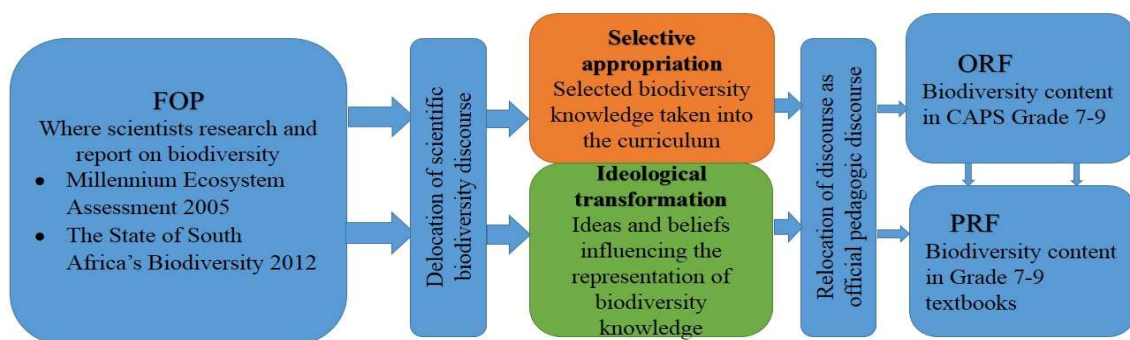 FOP
Where scientists research and
report on biodiversity
• Millennium Ecosystem
Assessment 2005
• The State of South
Africa’s Biodiversity 2012
Delocation of scientific
biodiversity discourse
Selective
appropriation
Selected biodiversity
knowledge taken into
the curriculum
Ideological
transformation
Ideas and beliefs
influencing the
representation of
biodiversity
knowledge
Relocation of discourse as
official pedagogic discourse
ORF
Biodiversity content
in CAPS Grade 7-9
PRF
Biodiversity content
in Grade 7-9
textbooks